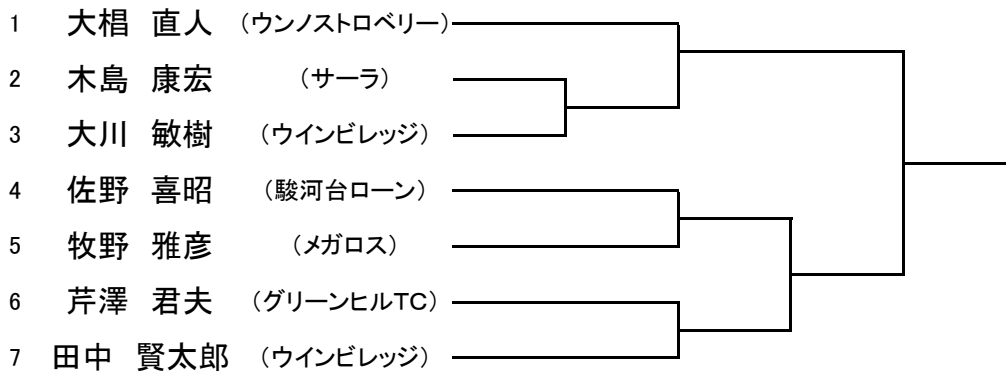 1 大椙 直人 （ウンノストロベリー）
2 木島 康宏 （サーラ）
3 大川 敏樹 （ウインビレッジ）
4 佐野 喜昭 （駿河台ローン）
5 牧野 雅彦 （メガロス）
6 芹澤 君夫 （グリーンヒルTC）
7 田中 賢太郎 （ウインビレッジ）